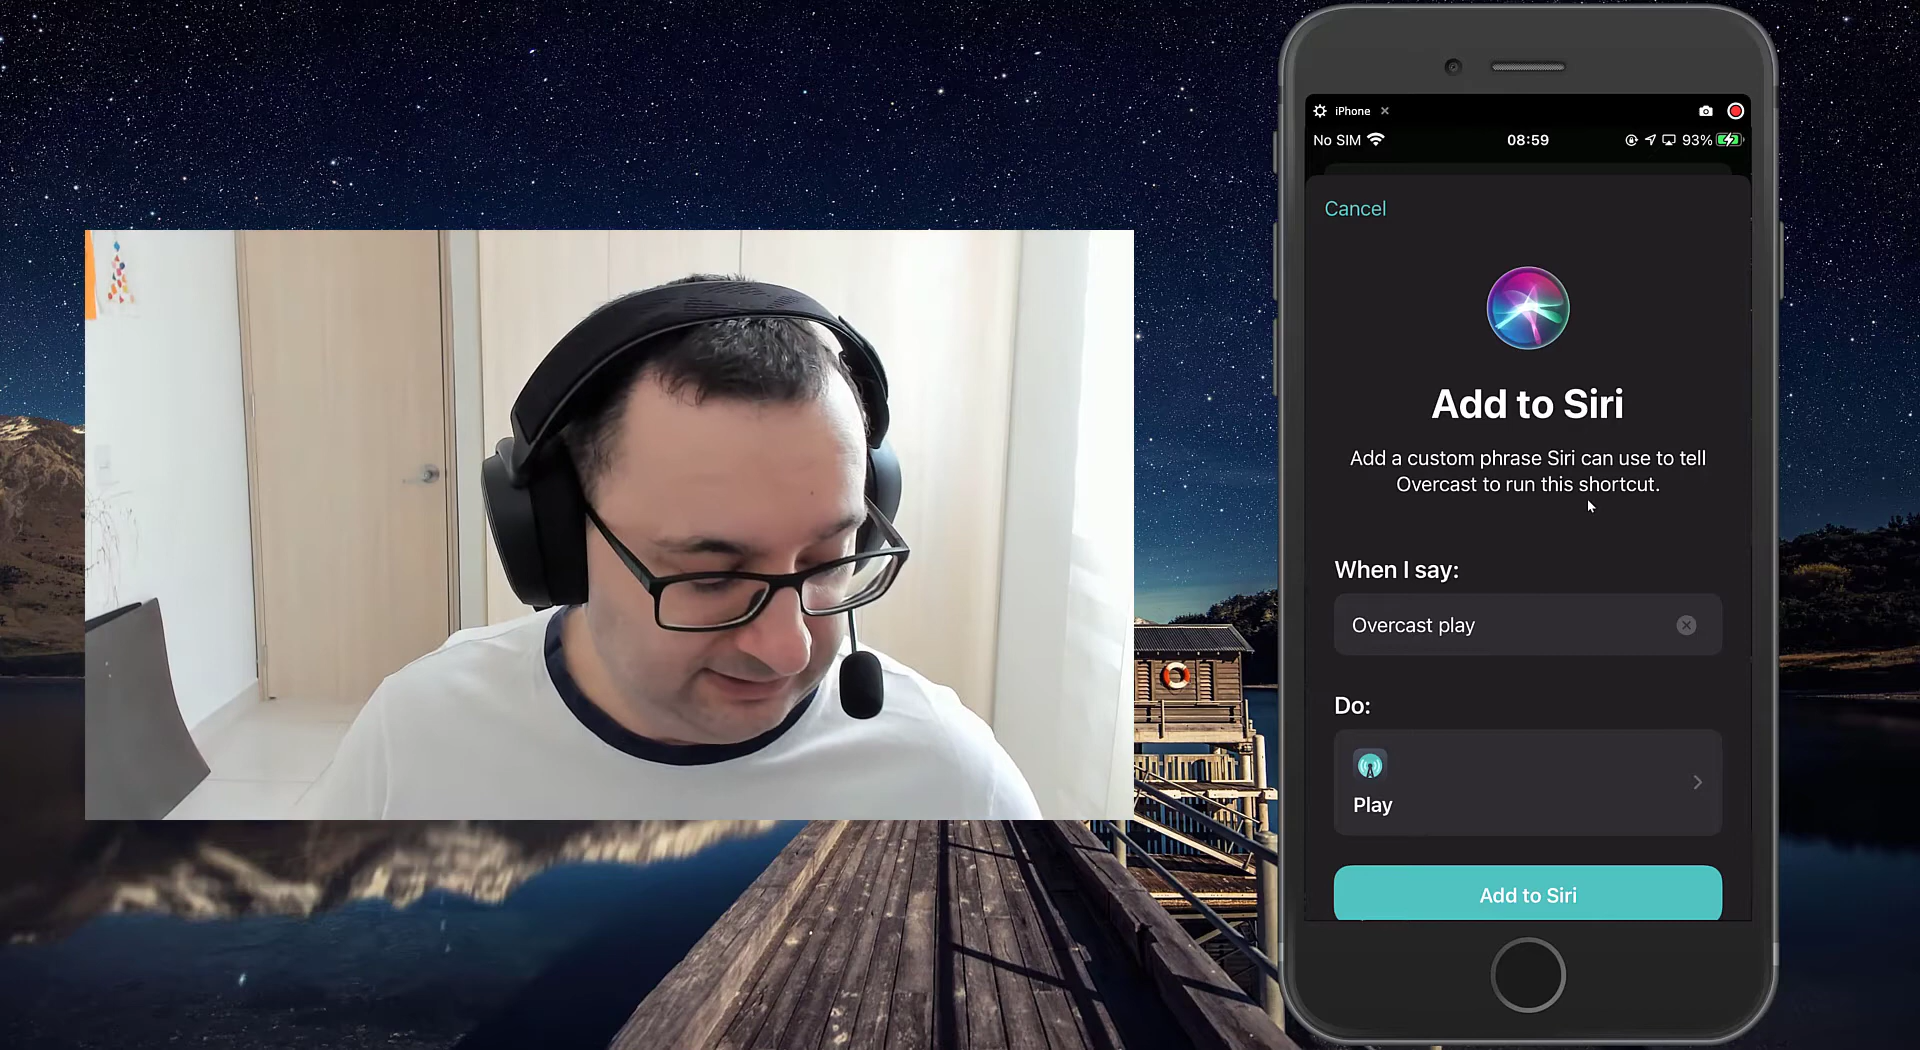 iPhone
No SIM
08:59
93%
Cancel
Add to Siri
Add a custom phrase Siri can use to tell
Overcast to run this shortcut.
When I say:
Overcast play
Do:
Play
Add to Siri